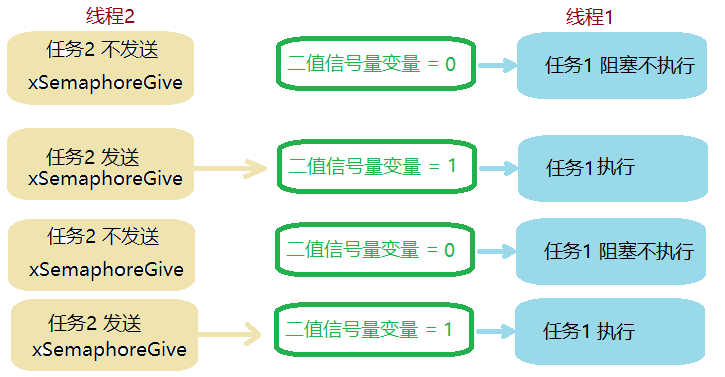 线程2
线程1
任务2 不发送
xSemaphoreGive
二值信号量变量 = 0
任务1 阻塞不执行
任务2 发送
xSemaphoreGive
二值信号量变量 = 1
任务1 执行
任务2 不发送
xSemaphoreGive
二值信号量变量 = 0
任务1 阻塞不执行
任务2 发送
xSemaphoreGive
二值信号量变量 = 1
任务1 执行